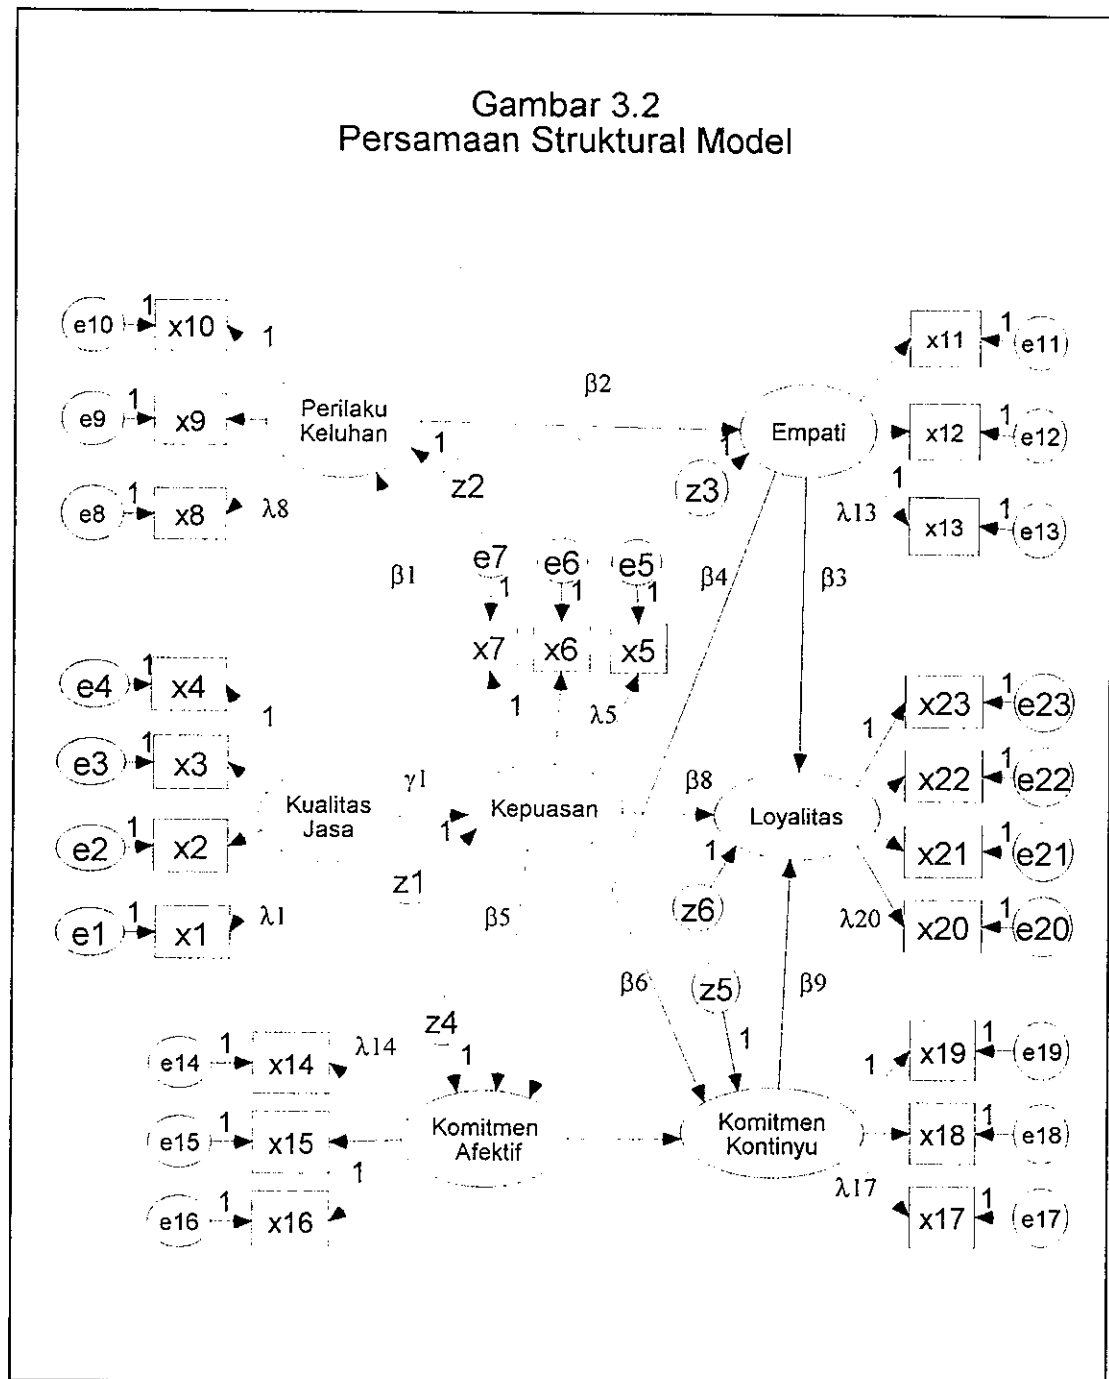 Gambar 3.2
Persamaan Struktural Model
e10 1 x10 1
e9 1 x9
e8 1 x8 λ8
Perilaku
Keluhan
1
z2
β2
Empati
1
z3
x11 1 e11
x12 1 e12
1
λ13
x13 1 e13
β1
e7 e6 e5
1 1 1
x7 x6 x5
1
λ5
β4
β3
e4 1 x4
1
e3 1 x3
e2 1 x2
e1 1 x1 λ1
Kualitas
Jasa
γ1
1
z1
Kepuasan
β5
β8
Loyalitas
1
z6
1
x23 1 e23
x22 1 e22
x21 1 e21
λ20
x20 1 e20
β6
z5
1
β9
e14 1 x14 λ14
e15 1 x15
1
e16 1 x16
z4
1
Komitmen
Afektif
Komitmen
Kontinyu
1
x19 1 e19
x18 1 e18
λ17
x17 1 e17